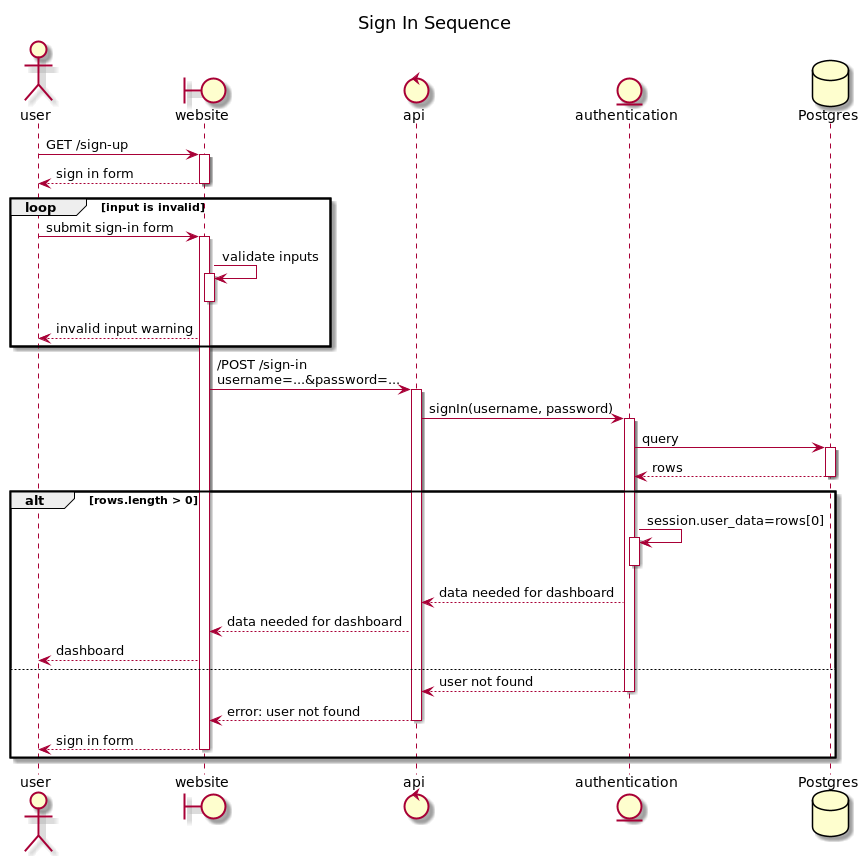 Sign In Sequence
user
website
api
authentication
Postgres
GET /sign-up
sign in form
loop
[input is invalid]
submit sign-in form
validate inputs
invalid input warning
/POST /sign-in
username=...&password=...
signIn(username, password)
query
rows
alt
[rows.length > 0]
session.user_data=rows[0]
data needed for dashboard
data needed for dashboard
dashboard
user not found
error: user not found
sign in form
user
website
api
authentication
Postgres